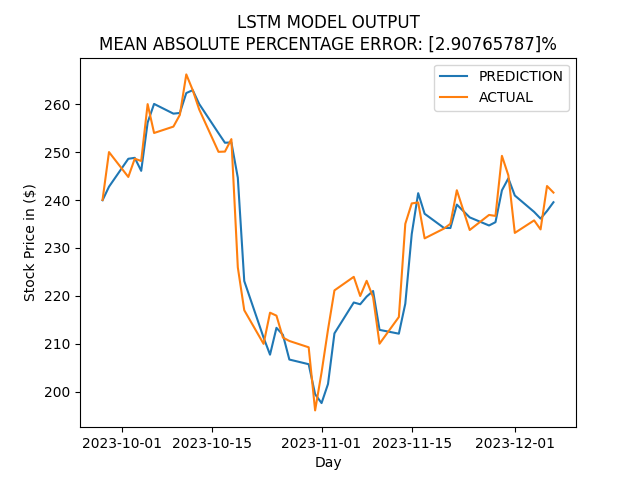 LSTM MODEL OUTPUT
MEAN ABSOLUTE PERCENTAGE ERROR: [2.90765787]%
PREDICTION
ACTUAL
Stock Price in ($)
260
250
240
230
220
210
200
2023-10-01 2023-10-15 2023-11-01 2023-11-15 2023-12-01
Day